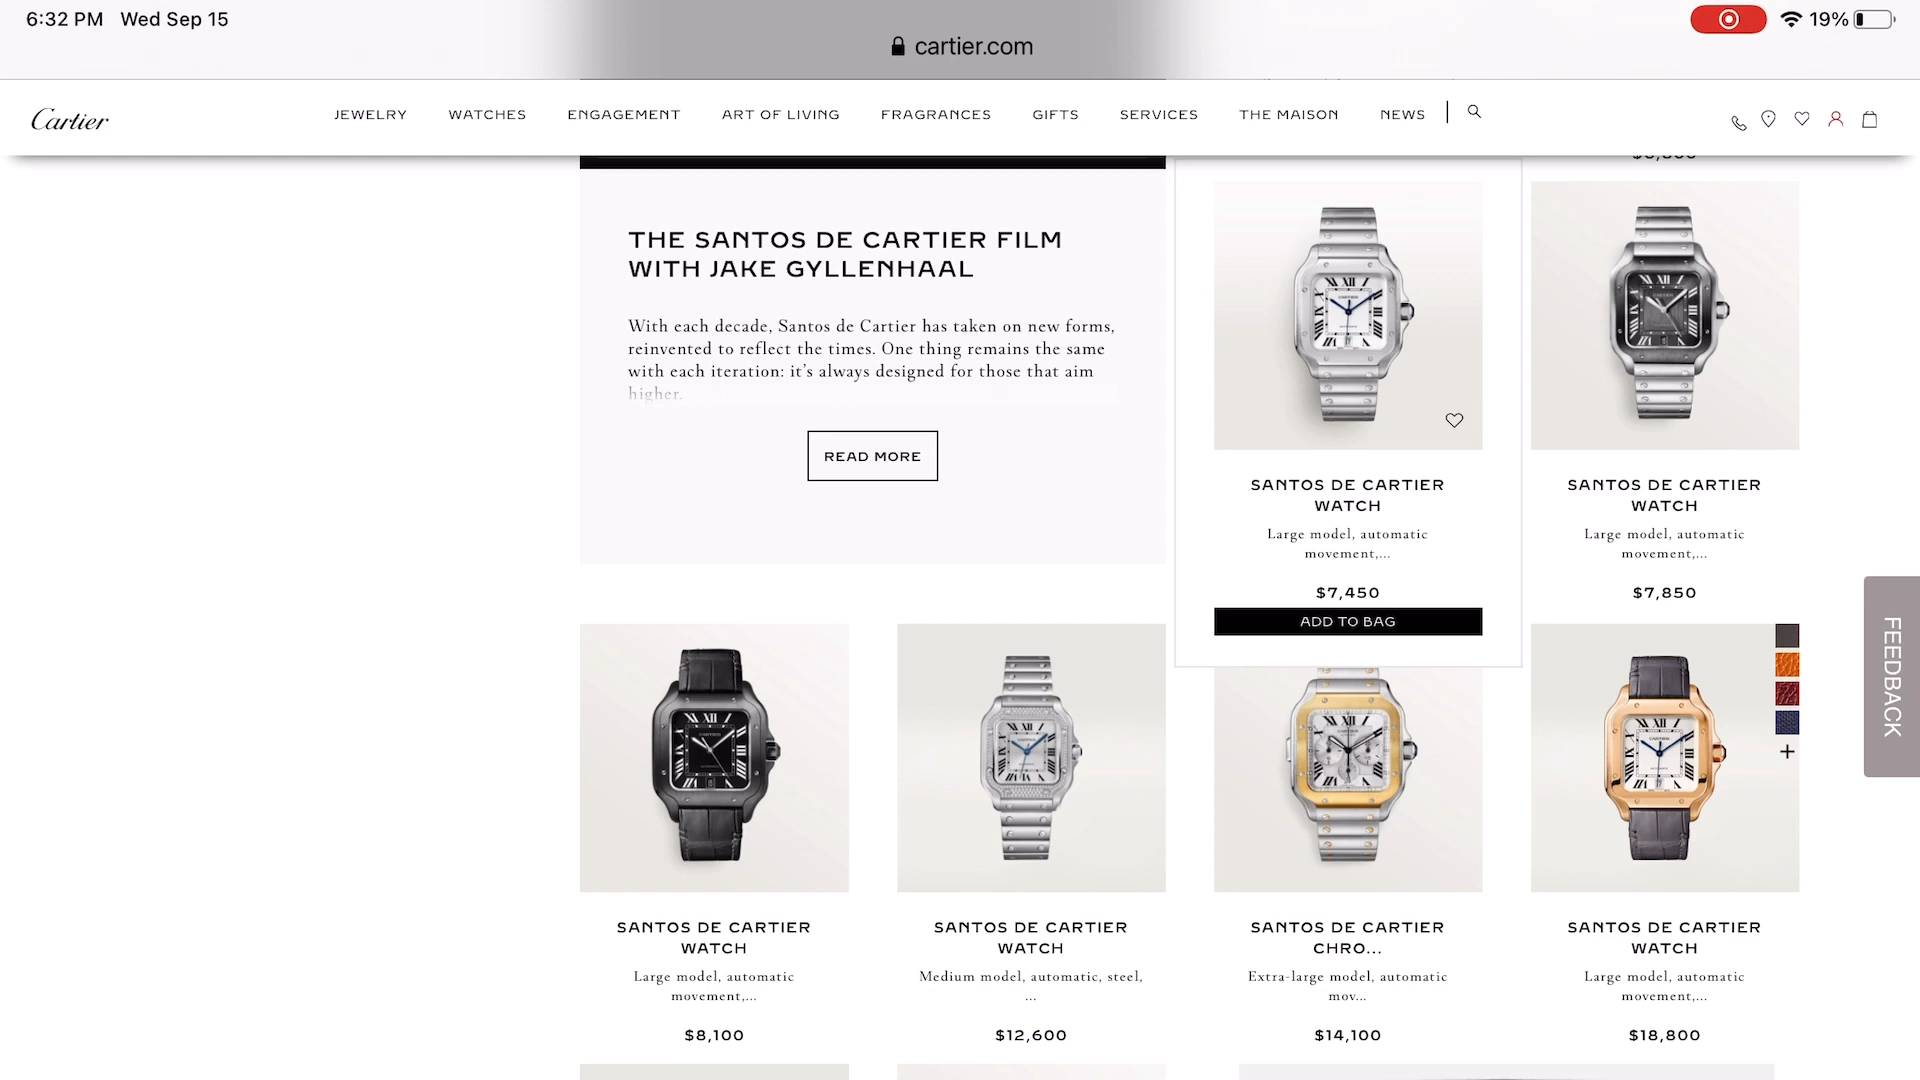 6:32 PM Wed Sep 15
19%
cartier.com
Cartier
JEWELRY
WATCHES
ENGAGEMENT
ART OF LIVING
FRAGRANCES
GIFTS
SERVICES
THE MAISON
NEWS
THE SANTOS DE CARTIER FILM
WITH JAKE GYLLENHAAL
With each decade, Santos de Cartier has taken on new forms,
reinvented to reflect the times. One thing remains the same
with each iteration: it’s always designed for those that aim
higher.
READ MORE
SANTOS DE CARTIER
WATCH
Large model, automatic
movement,...
$7,450
ADD TO BAG
SANTOS DE CARTIER
WATCH
Large model, automatic
movement,...
$7,850
FEEDBACK
SANTOS DE CARTIER
WATCH
Large model, automatic
movement,...
$8,100
SANTOS DE CARTIER
WATCH
Medium model, automatic, steel,
...
$12,600
SANTOS DE CARTIER
CHRO...
Extra-large model, automatic
mov...
$14,100
SANTOS DE CARTIER
WATCH
Large model, automatic
movement,...
$18,800